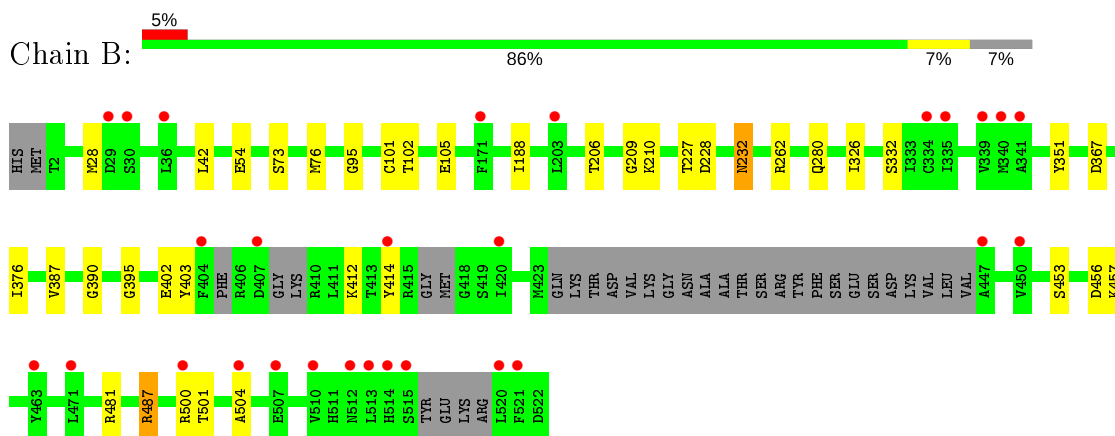 5%
Chain B:
86% 7% 7%
HIS MET T2 M28 D29 S30 L36 L42 E54 S73 M76 G95 C101 T102 E105 F171 I188 L203 T206 G209 K210 T227 D228 N232 R262 Q280 I326 S332 I333 C334 I335 V339 M340 A341 Y351 D367
I376 V387 G390 G395 E402 Y403 F404 PHE R406 D407 GLY LYS R410 L411 K412 T413 Y414 R415 GLY MET G418 S419 I420 M423 GLN LYS THR ASP VAL LYS GLY ASN ALA ALA THR SER ARG TYR PHE SER GLU SER ASP LYS VAL LEU VAL A447 V450 S453 D456 K457
Y463 L471 R481 R487 R500 T501 A504 E507 V510 H511 N512 L513 H514 S515 TYR GLU LYS ARG L520 F521 D522